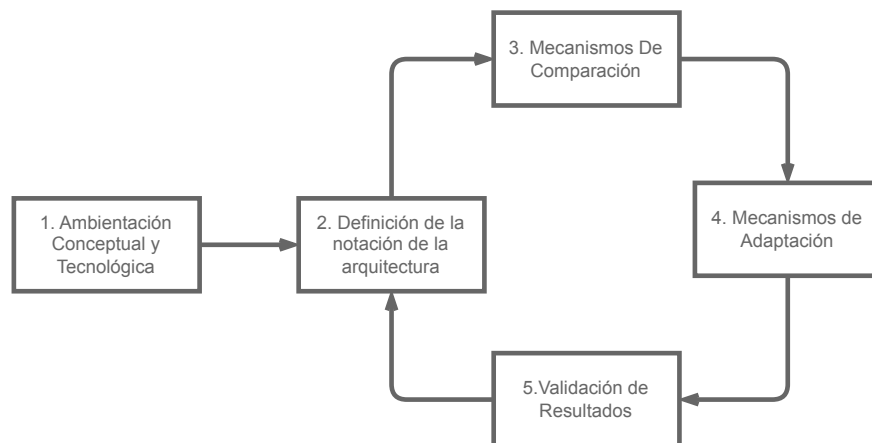 1. Ambientación
Conceptual y
Tecnológica
2. Definición de la
notación de la
arquitectura
3. Mecanismos De
Comparación
4. Mecanismos de
Adaptación
5.Validación de
Resultados